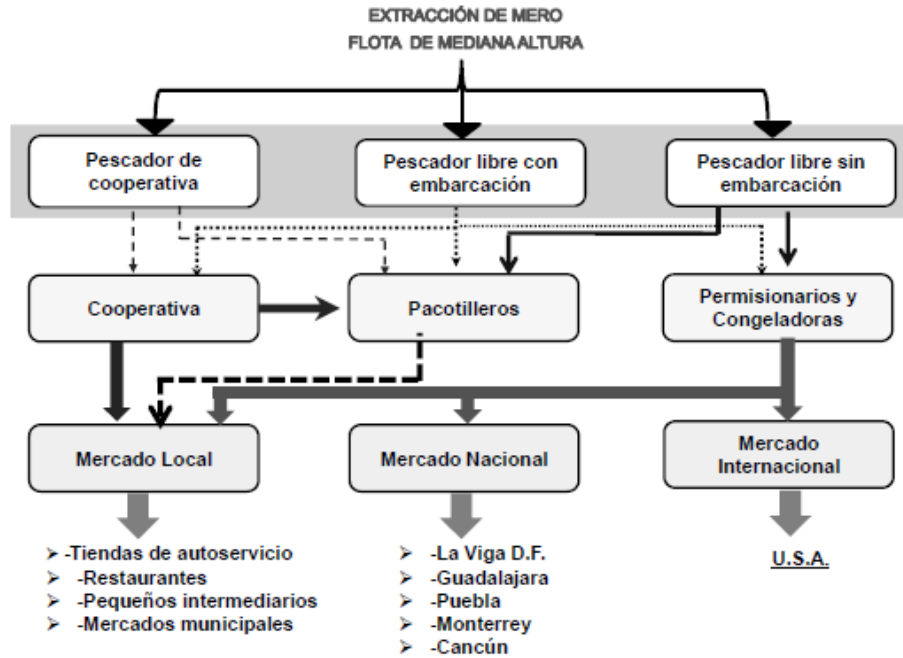 EXTRACCIÓN DE MERO
FLOTA DE MEDIANA ALTURA
Pescador de
cooperativa
Pescador libre con
embarcación
Pescador libre sin
embarcación
Cooperativa
Pacotilleros
Permisionarios y
Congeladoras
Mercado Local
Mercado Nacional
Mercado
Internacional
➢ -Tiendas de autoservicio
➢ -Restaurantes
➢ -Pequeños intermediarios
➢ -Mercados municipales
➢ -La Viga D.F.
➢ -Guadalajara
➢ -Puebla
➢ -Monterrey
➢ -Cancún
U.S.A.